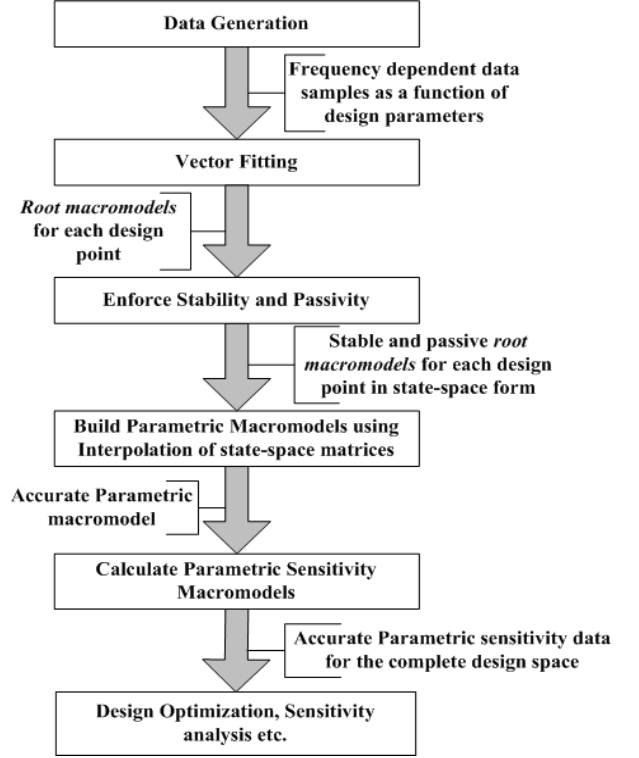 Data Generation
Frequency dependent data
samples as a function of
design parameters
Vector Fitting
Root macromodels
for each design
point
Enforce Stability and Passivity
Stable and passive root
macromodels for each design
point in state-space form
Build Parametric Macromodels using
Interpolation of state-space matrices
Accurate Parametric
macromodel
Calculate Parametric Sensitivity
Macromodels
Accurate Parametric sensitivity data
for the complete design space
Design Optimization, Sensitivity
analysis etc.